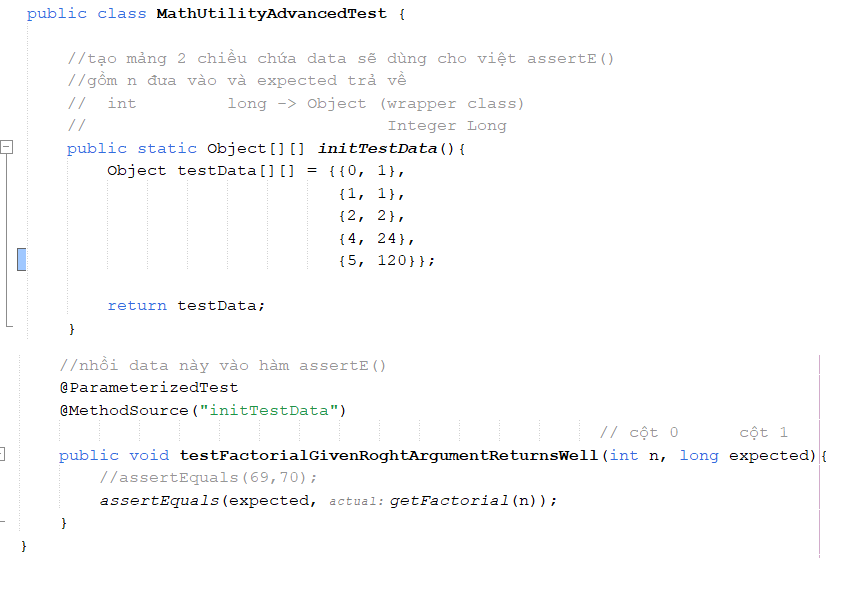 public class MathUtilityAdvancedTest {
//tạo mảng 2 chiều chứa data sẽ dùng cho việt assertE()
//gồm n đưa vào và expected trả về
//  int         long -> Object (wrapper class)
//                              Integer Long
public static Object[][] initTestData(){
Object testData[][] = {{0, 1},
{1, 1},
{2, 2},
{4, 24},
{5, 120}};
return testData;
}
//nhồi data này vào hàm assertE()
@ParameterizedTest
@MethodSource("initTestData")
// cột 0      cột 1
public void testFactorialGivenRoghtArgumentReturnsWell(int n, long expected){
//assertEquals(69,70);
assertEquals(expected, actual: getFactorial(n));
}
}